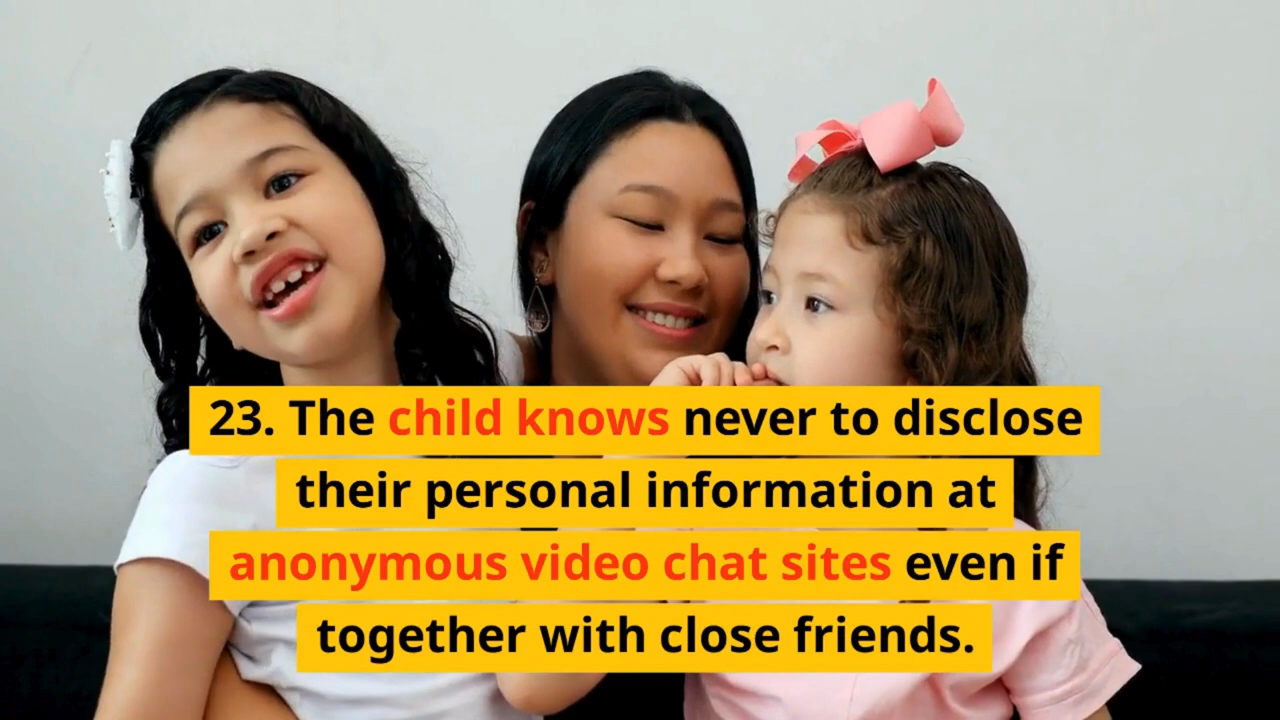 23. The child knows never to disclose
their personal information at
anonymous video chat sites even if
together with close friends.